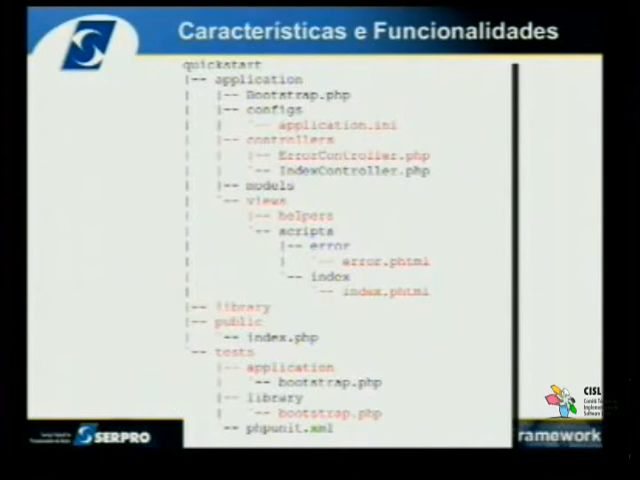 Características e Funcionalidades
quickstart
|-- application
|   |-- Bootstrap.php
|   |-- configs
|   |   `-- application.ini
|   |-- controllers
|   |   |-- ErrorController.php
|   |   `-- IndexController.php
|   |-- models
|   `-- views
|       |-- helpers
|       `-- scripts
|           |-- error
|           |   `-- error.phtml
|           `-- index
|               `-- index.phtml
|-- library
|-- public
|   `-- index.php
`-- tests
    |-- application
    |   `-- bootstrap.php
    |-- library
    |   `-- bootstrap.php
    `-- phpunit.xml
CISL
SERPRO
ramework